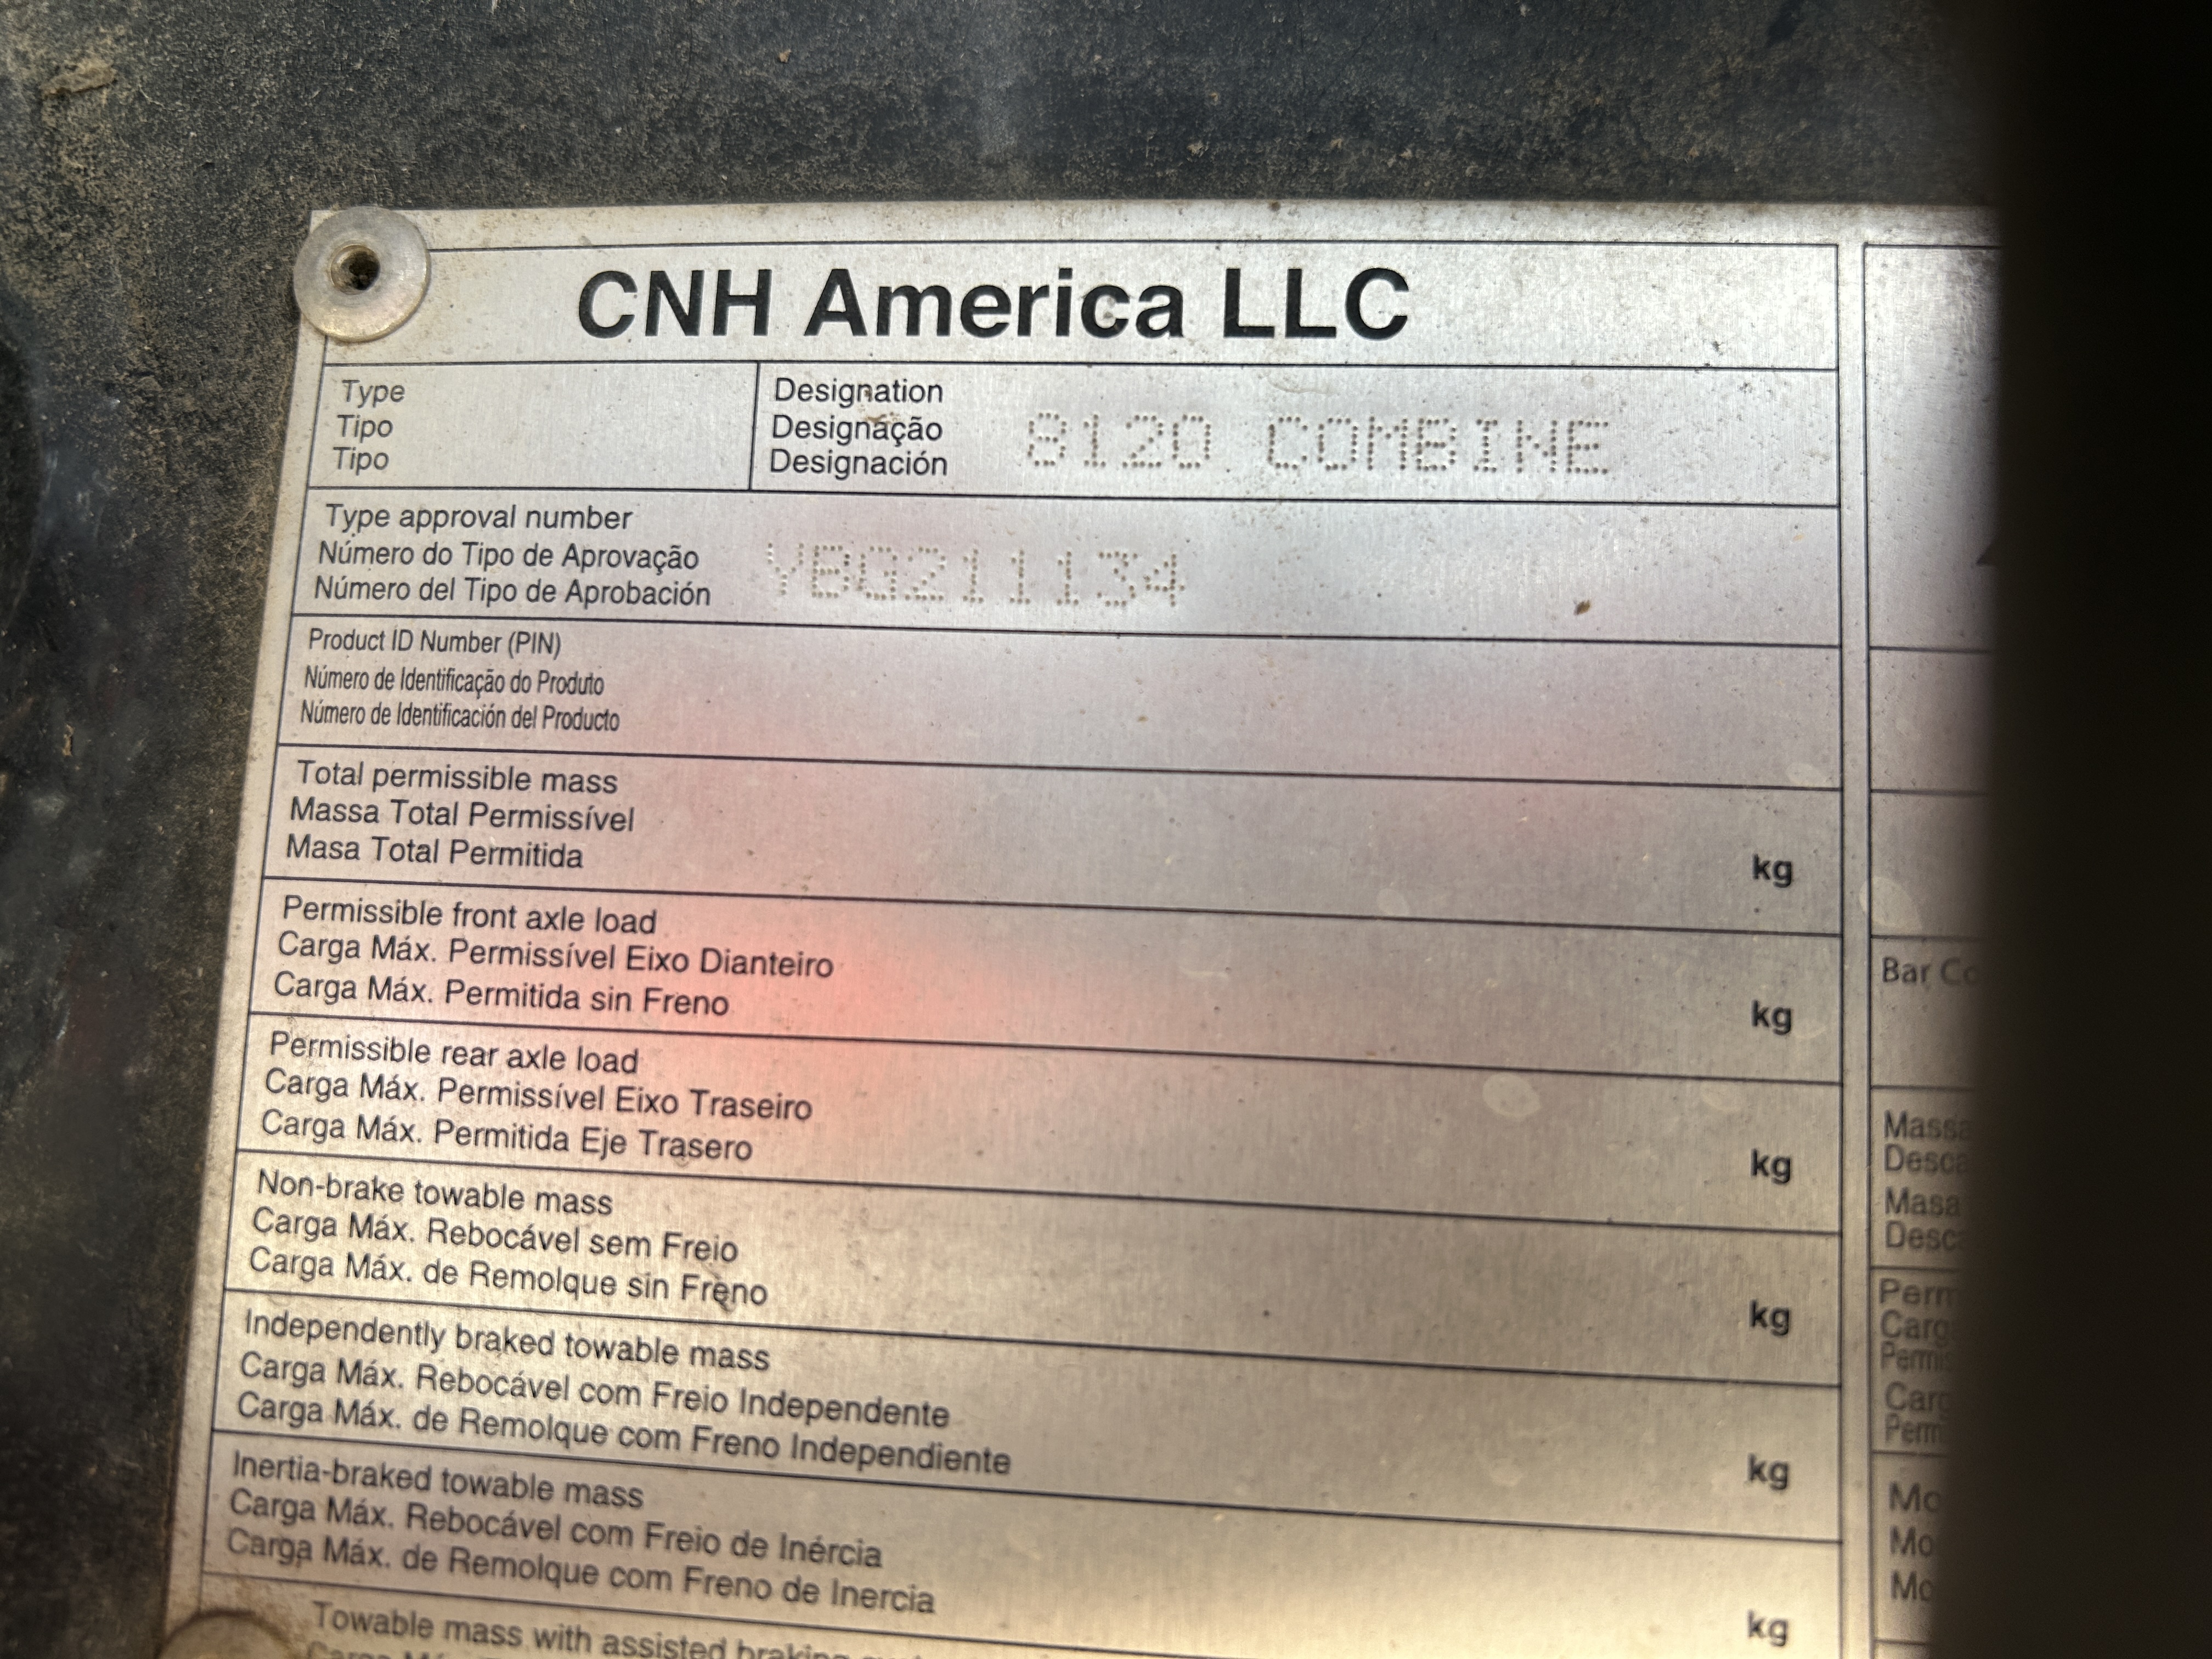 CNH America LLC
Type
Tipo
Tipo
Designation
Designação
Designación
8120 COMBINE
Type approval number
Número do Tipo de Aprovação
Número del Tipo de Aprobación
YBG211134
Product ID Number (PIN)
Número de Identificação do Produto
Número de Identificación del Producto
Total permissible mass
Massa Total Permissível
Masa Total Permitida
kg
Permissible front axle load
Carga Máx. Permissível Eixo Dianteiro
Carga Máx. Permitida sin Freno
kg
Permissible rear axle load
Carga Máx. Permissível Eixo Traseiro
Carga Máx. Permitida Eje Trasero
kg
Non-brake towable mass
Carga Máx. Rebocável sem Freio
Carga Máx. de Remolque sin Freno
kg
Independently braked towable mass
Carga Máx. Rebocável com Freio Independente
Carga Máx. de Remolque com Freno Independiente
kg
Inertia-braked towable mass
Carga Máx. Rebocável com Freio de Inércia
Carga Máx. de Remolque com Freno de Inercia
kg
Towable mass with assisted braking
Bar
Masa